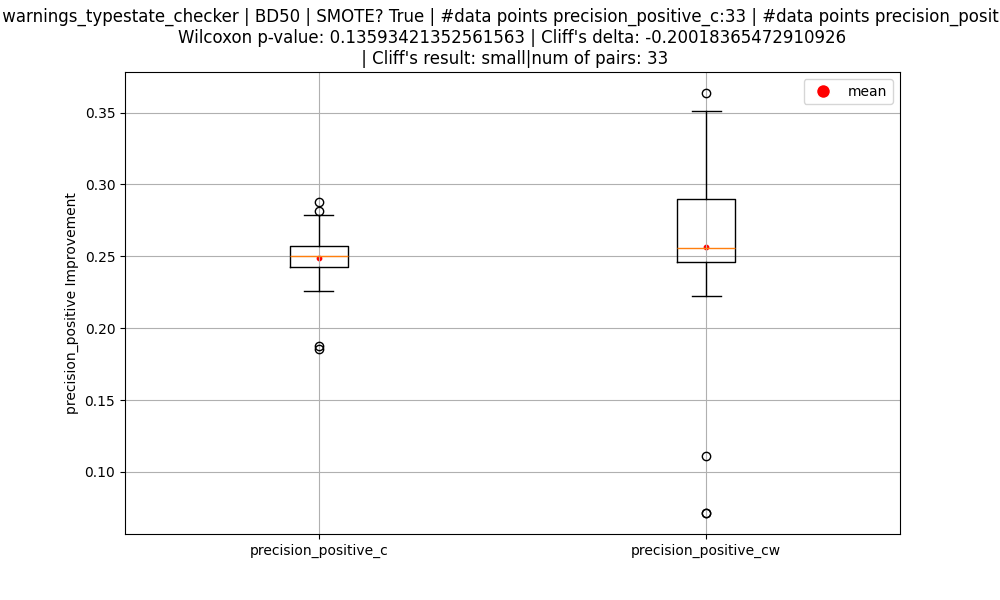 warnings_typestate_checker | BD50 | SMOTE? True | #data points precision_positive_c:33 | #data points precision_posit
Wilcoxon p-value: 0.13593421352561563 | Cliff's delta: -0.20018365472910926
| Cliff's result: small|num of pairs: 33
mean
precision_positive Improvement
0.35
0.30
0.25
0.20
0.15
0.10
precision_positive_c
precision_positive_cw